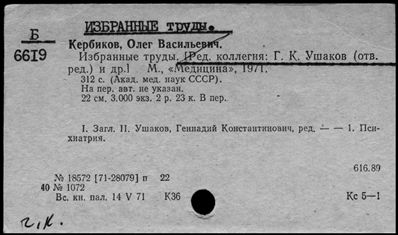 ИЗБРАННЫЕ труды.
Б
6619
Кербиков, Олег Васильевич.
Избранные труды. [Ред. коллегия: Г. К. Ушаков (отв.
ред.) и др.] М., «Медицина», 1971.
312 с. (Акад. мед. наук СССР).
На пер. авт. не указан.
22 см. 3.000 экз. 2 р. 23 к. В пер.
I. Загл. II. Ушаков, Геннадий Константинович, ред. — — 1. Пси-
хиатрия.
616.89
№ 18572 [71-28079] п 22
40 № 1072
Вс. кн. пал. 14 V 71 К36 Кс 5—1
г.к.